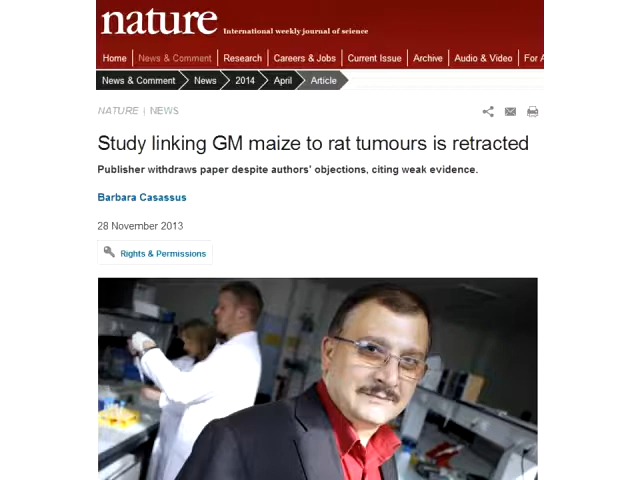 nature International weekly journal of science
Home News & Comment Research Careers & Jobs Current Issue Archive Audio & Video For A
News & Comment News 2014 April Article
NATURE | NEWS
Study linking GM maize to rat tumours is retracted
Publisher withdraws paper despite authors' objections, citing weak evidence.
Barbara Casassus
28 November 2013
Rights & Permissions